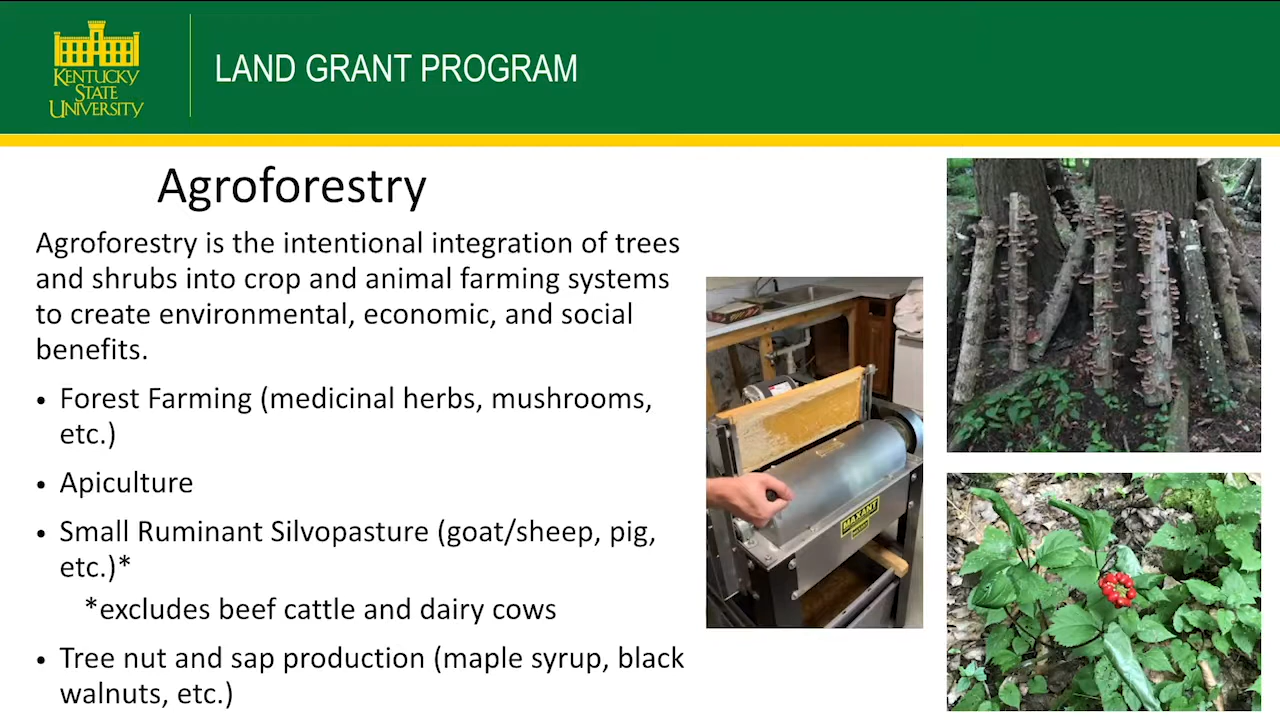 KENTUCKY
STATE
UNIVERSITY
LAND GRANT PROGRAM
Agroforestry
Agroforestry is the intentional integration of trees
and shrubs into crop and animal farming systems
to create environmental, economic, and social
benefits.
• Forest Farming (medicinal herbs, mushrooms,
etc.)
• Apiculture
• Small Ruminant Silvopasture (goat/sheep, pig,
etc.)*
*excludes beef cattle and dairy cows
• Tree nut and sap production (maple syrup, black
walnuts, etc.)
MAXANT